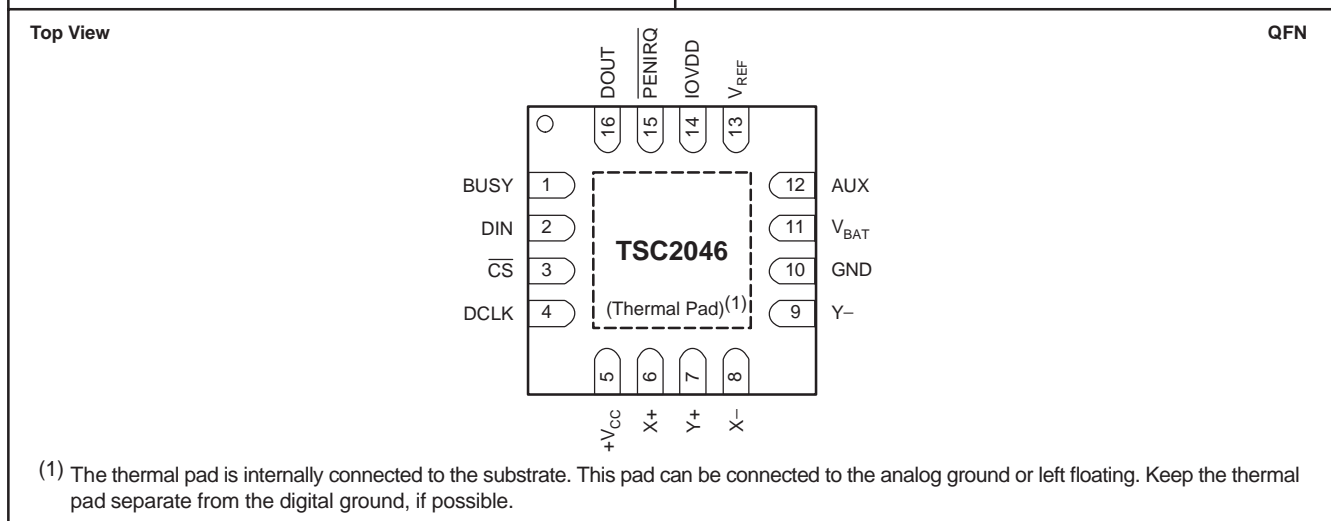 Top View
QFN
DOUT
PENIRQ
IOVDD
VREF
16
15
14
13
BUSY 1
DIN 2
CS 3
DCLK 4
12 AUX
11 VBAT
10 GND
9 Y–
TSC2046
(Thermal Pad)(1)
5
6
7
8
+VCC
X+
Y+
X–
(1) The thermal pad is internally connected to the substrate. This pad can be connected to the analog ground or left floating. Keep the thermal
pad separate from the digital ground, if possible.